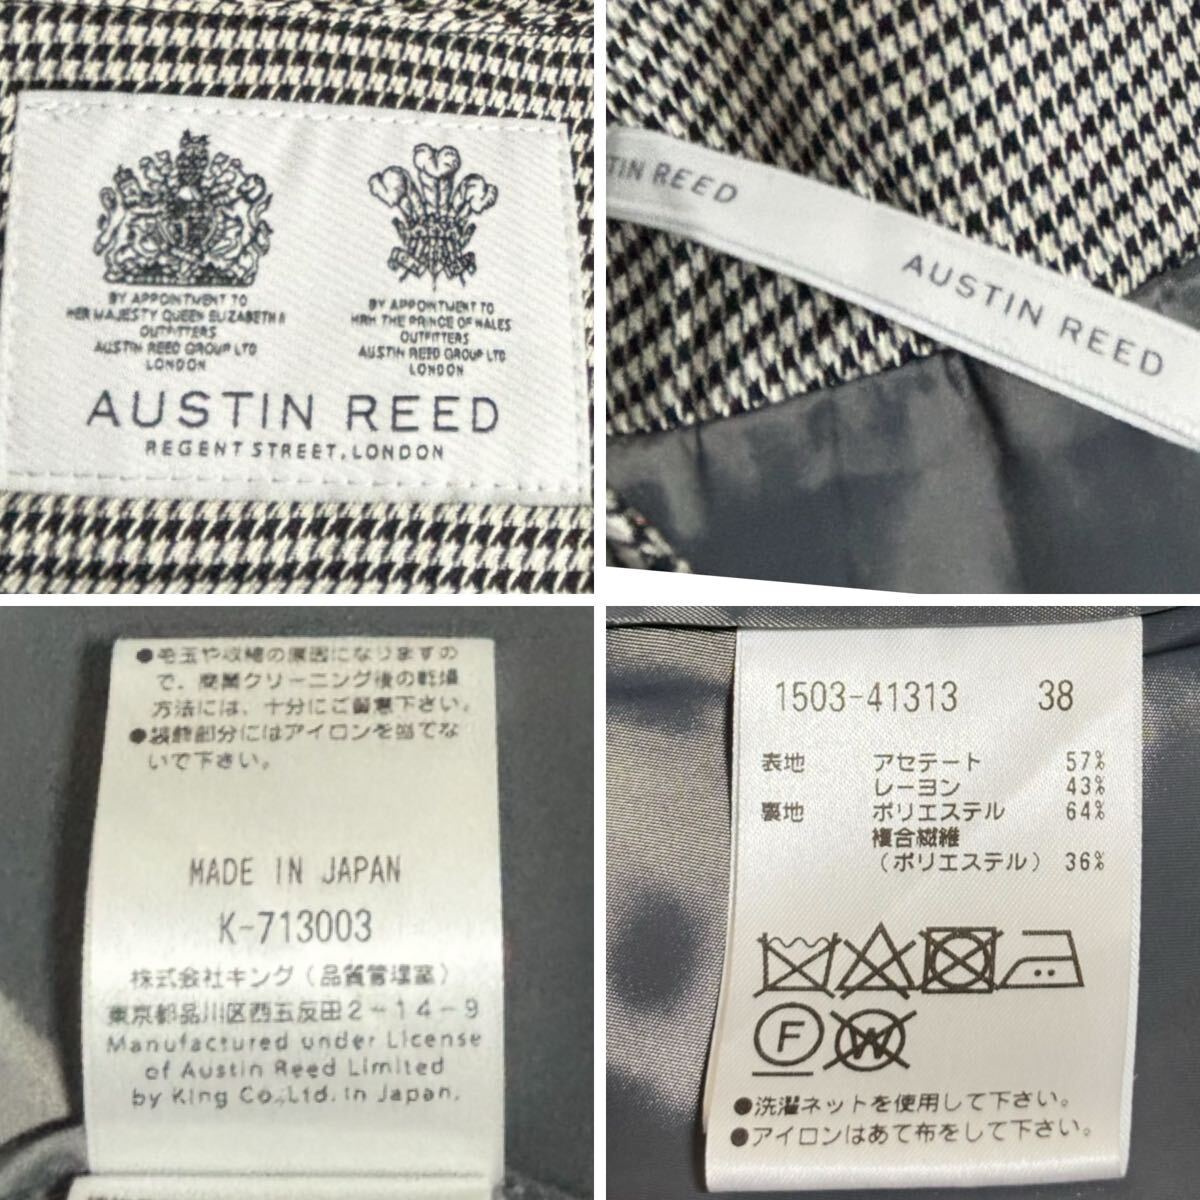 BY APPOINTMENT TO
HER MAJESTY QUEEN ELIZABETH II
OUTFITTERS
AUSTIN REED GROUP LTD
LONDON
BY APPOINTMENT TO
HRH THE PRINCE OF WALES
OUTFITTERS
AUSTIN REED GROUP LTD
LONDON
AUSTIN REED
REGENT STREET, LONDON
TIN REED
AUSTIN REED
●毛玉や収縮の原因になりますの
で、商業クリーニング後の乾燥
方法には、十分にご留意下さい。
●装飾部分にはアイロンを当てな
いで下さい。
MADE IN JAPAN
K-713003
株式会社キング(品質管理室)
東京都品川区西五反田2-14-9
Manufactured under License
of Austin Reed Limited
by King Co.,Ltd. in Japan.
1503-41313 38
表地 アセテート 57%
レーヨン 43%
裏地 ポリエステル 64%
複合繊維
(ポリエステル) 36%
F W
●洗濯ネットを使用して下さい。
●アイロンはあて布をして下さい。